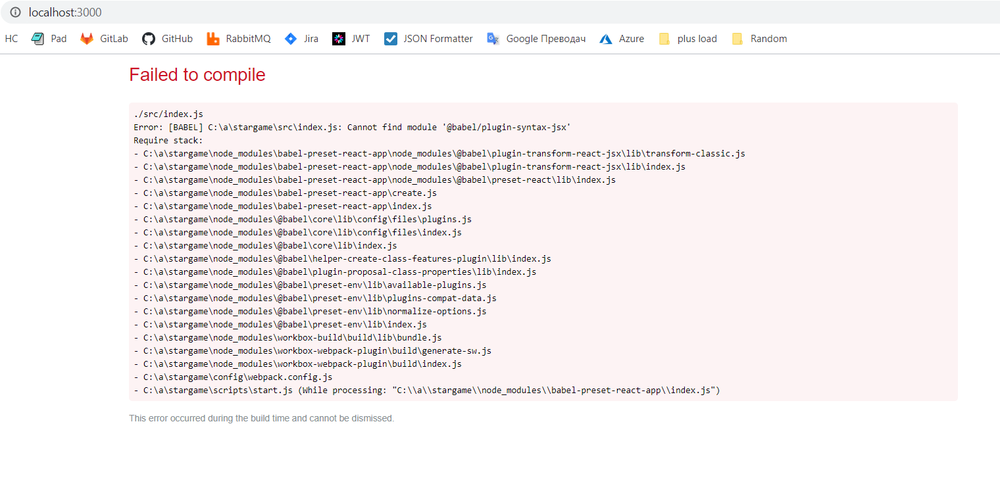 localhost:3000
HC Pad GitLab GitHub RabbitMQ Jira JWT JSON Formatter Google Преводач Azure plus load Random
Failed to compile
./src/index.js
Error: [BABEL] C:\a\stargame\src\index.js: Cannot find module '@babel/plugin-syntax-jsx'
Require stack:
- C:\a\stargame\node_modules\babel-preset-react-app\node_modules\@babel\plugin-transform-react-jsx\lib\transform-classic.js
- C:\a\stargame\node_modules\babel-preset-react-app\node_modules\@babel\plugin-transform-react-jsx\lib\index.js
- C:\a\stargame\node_modules\babel-preset-react-app\node_modules\@babel\preset-react\lib\index.js
- C:\a\stargame\node_modules\babel-preset-react-app\create.js
- C:\a\stargame\node_modules\babel-preset-react-app\index.js
- C:\a\stargame\node_modules\@babel\core\lib\config\files\plugins.js
- C:\a\stargame\node_modules\@babel\core\lib\config\files\index.js
- C:\a\stargame\node_modules\@babel\core\lib\index.js
- C:\a\stargame\node_modules\@babel\helper-create-class-features-plugin\lib\index.js
- C:\a\stargame\node_modules\@babel\plugin-proposal-class-properties\lib\index.js
- C:\a\stargame\node_modules\@babel\preset-env\lib\available-plugins.js
- C:\a\stargame\node_modules\@babel\preset-env\lib\plugins-compat-data.js
- C:\a\stargame\node_modules\@babel\preset-env\lib\normalize-options.js
- C:\a\stargame\node_modules\@babel\preset-env\lib\index.js
- C:\a\stargame\node_modules\workbox-build\build\lib\bundle.js
- C:\a\stargame\node_modules\workbox-webpack-plugin\build\generate-sw.js
- C:\a\stargame\node_modules\workbox-webpack-plugin\build\index.js
- C:\a\stargame\config\webpack.config.js
- C:\a\stargame\scripts\start.js (While processing: "C:\\a\\stargame\\node_modules\\babel-preset-react-app\\index.js")
This error occurred during the build time and cannot be dismissed.